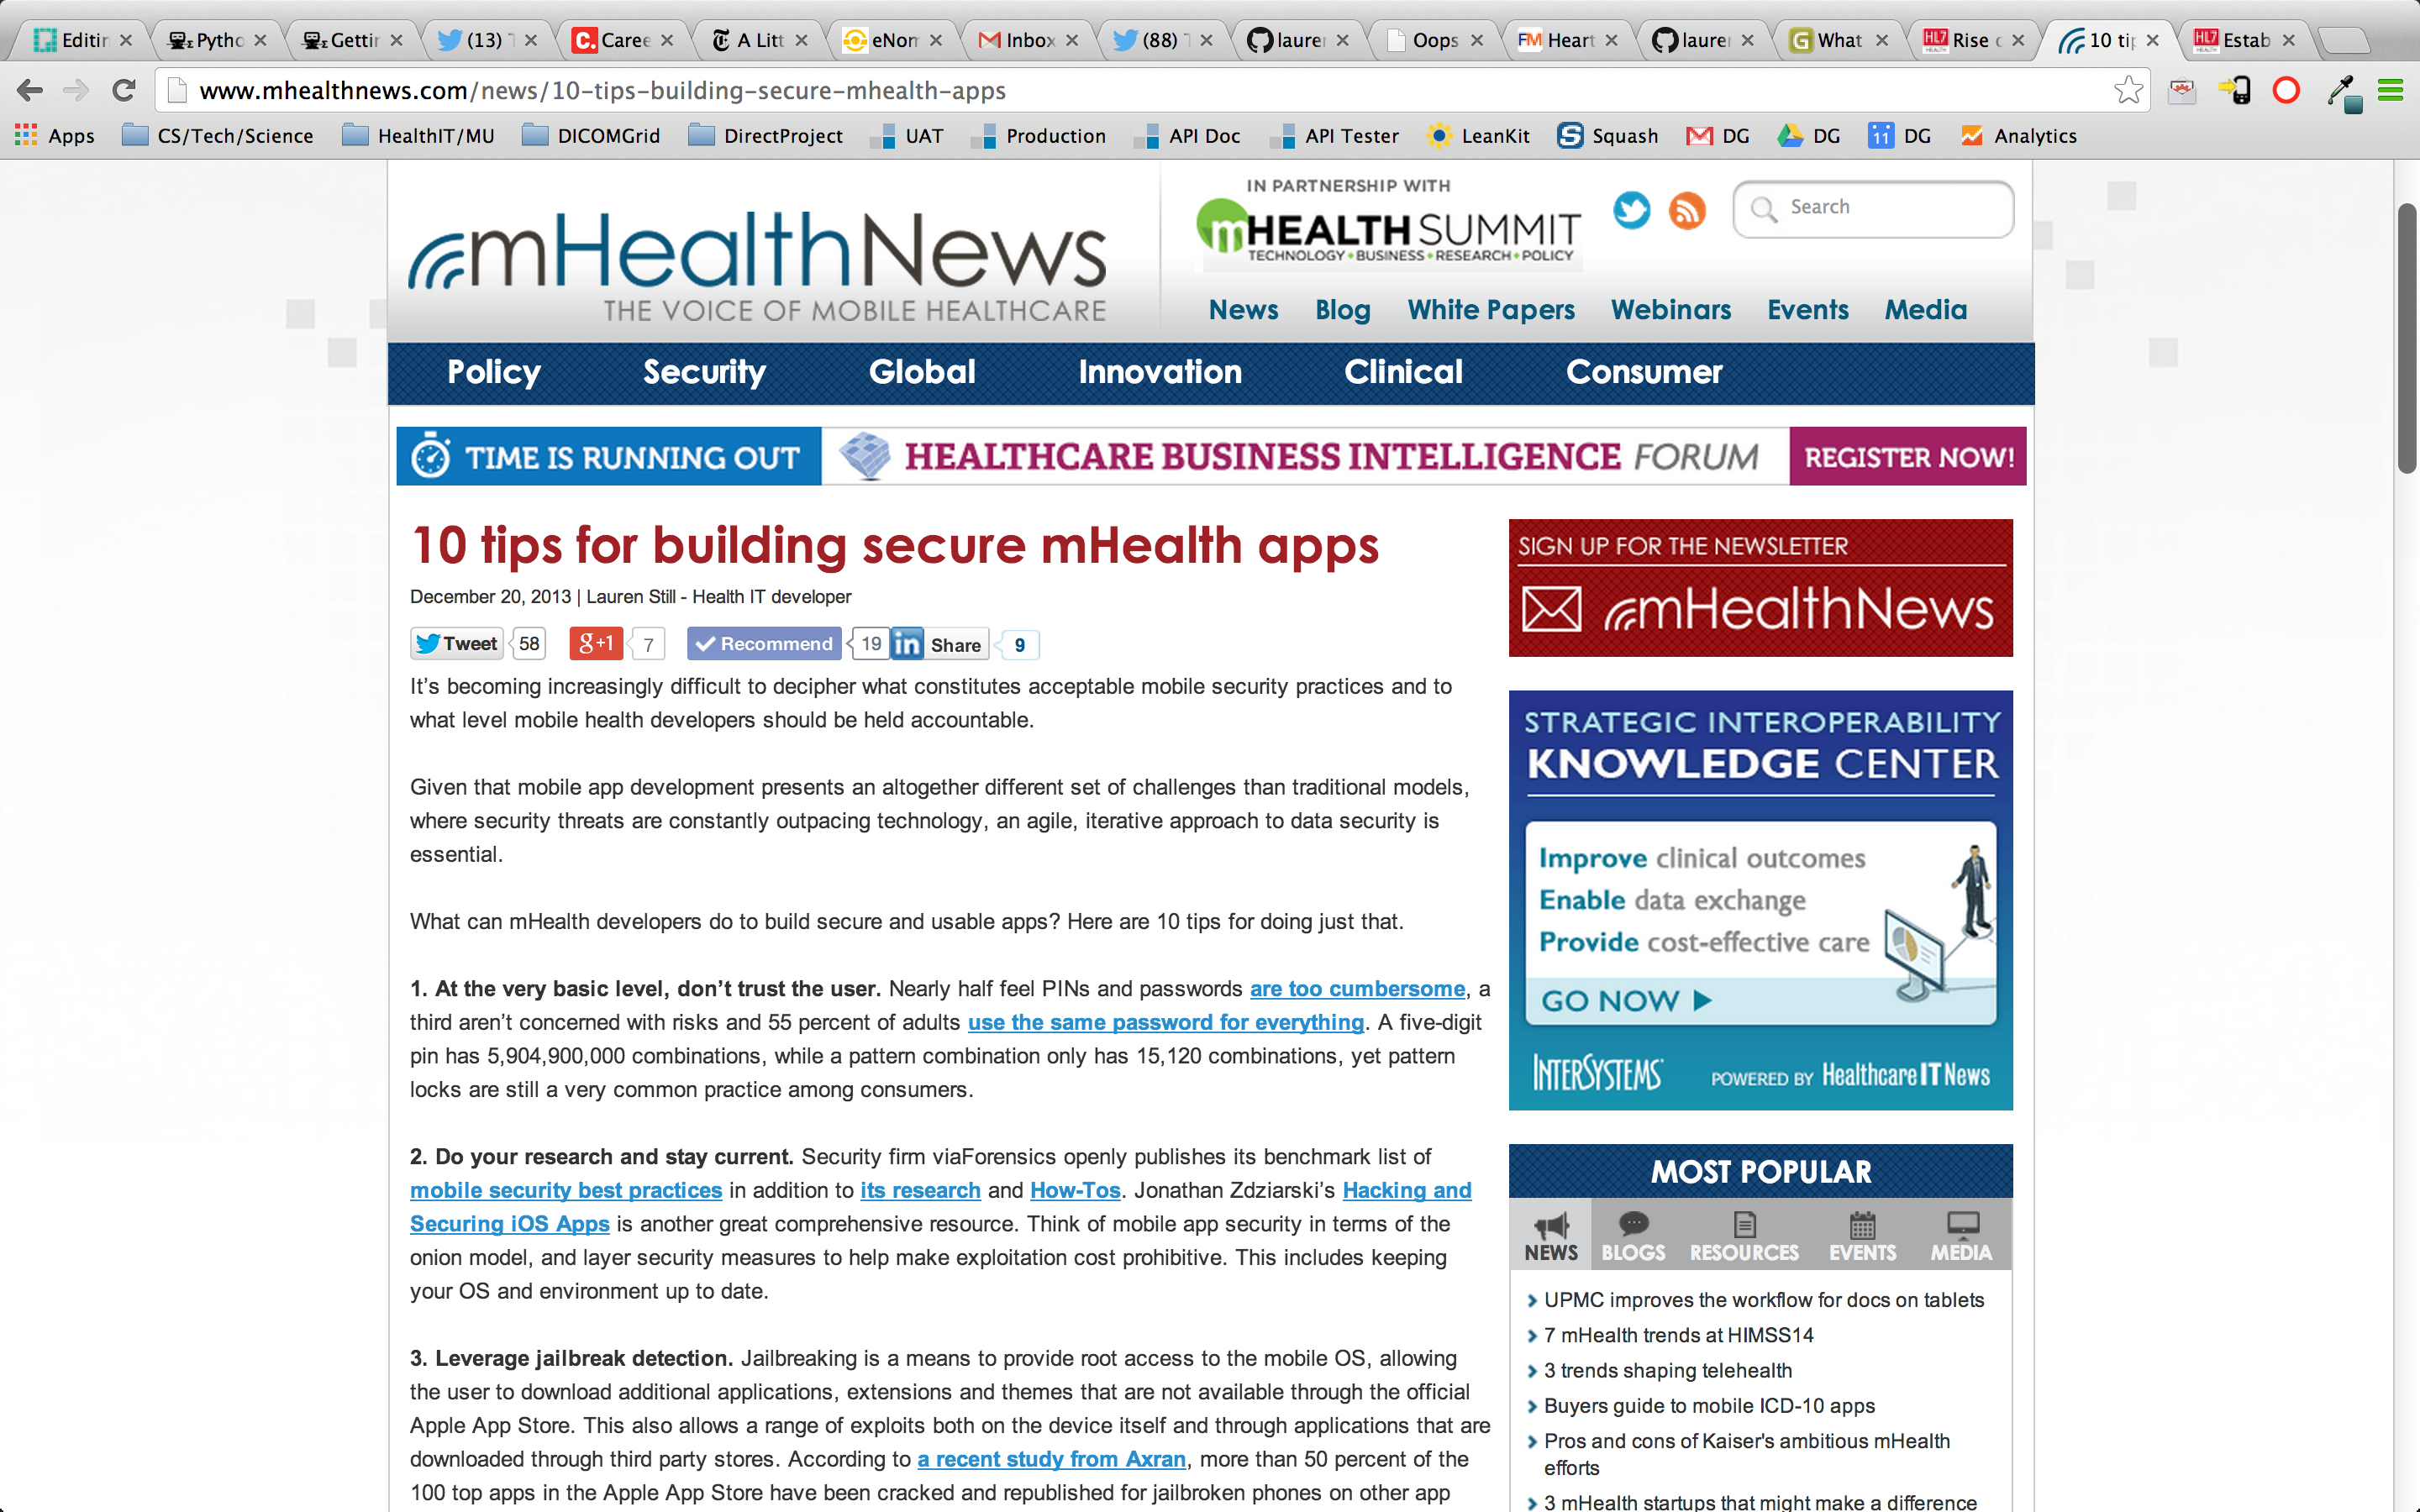 Editin
Pytho
Gettin
(13)
C. Caree
A Litt
eNom
Inbox
(88)
lauren
Oops
FM Heart
lauren
G What
HL7 Rise
10 tip
HL7 Estab
www.mhealthnews.com/news/10-tips-building-secure-mhealth-apps
Apps CS/Tech/Science HealthIT/MU DICOMGrid DirectProject UAT Production API Doc API Tester LeanKit Squash DG DG 11 DG Analytics
mHealthNews
THE VOICE OF MOBILE HEALTHCARE
IN PARTNERSHIP WITH
mHEALTH SUMMIT
TECHNOLOGY • BUSINESS • RESEARCH • POLICY
Search
News Blog White Papers Webinars Events Media
Policy Security Global Innovation Clinical Consumer
TIME IS RUNNING OUT HEALTHCARE BUSINESS INTELLIGENCE FORUM REGISTER NOW!
10 tips for building secure mHealth apps
December 20, 2013 | Lauren Still - Health IT developer
Tweet 58 g+1 7 Recommend 19 in Share 9
It's becoming increasingly difficult to decipher what constitutes acceptable mobile security practices and to
what level mobile health developers should be held accountable.
Given that mobile app development presents an altogether different set of challenges than traditional models,
where security threats are constantly outpacing technology, an agile, iterative approach to data security is
essential.
What can mHealth developers do to build secure and usable apps? Here are 10 tips for doing just that.
1. At the very basic level, don't trust the user. Nearly half feel PINs and passwords are too cumbersome, a
third aren't concerned with risks and 55 percent of adults use the same password for everything. A five-digit
pin has 5,904,900,000 combinations, while a pattern combination only has 15,120 combinations, yet pattern
locks are still a very common practice among consumers.
2. Do your research and stay current. Security firm viaForensics openly publishes its benchmark list of
mobile security best practices in addition to its research and How-Tos. Jonathan Zdziarski's Hacking and
Securing iOS Apps is another great comprehensive resource. Think of mobile app security in terms of the
onion model, and layer security measures to help make exploitation cost prohibitive. This includes keeping
your OS and environment up to date.
3. Leverage jailbreak detection. Jailbreaking is a means to provide root access to the mobile OS, allowing
the user to download additional applications, extensions and themes that are not available through the official
Apple App Store. This also allows a range of exploits both on the device itself and through applications that are
downloaded through third party stores. According to a recent study from Axran, more than 50 percent of the
100 top apps in the Apple App Store have been cracked and republished for jailbroken phones on other app
SIGN UP FOR THE NEWSLETTER
mHealthNews
STRATEGIC INTEROPERABILITY
KNOWLEDGE CENTER
Improve clinical outcomes
Enable data exchange
Provide cost-effective care
GO NOW
INTERSYSTEMS POWERED BY Healthcare IT News
MOST POPULAR
NEWS BLOGS RESOURCES EVENTS MEDIA
UPMC improves the workflow for docs on tablets
7 mHealth trends at HIMSS14
3 trends shaping telehealth
Buyers guide to mobile ICD-10 apps
Pros and cons of Kaiser's ambitious mHealth
efforts
3 mHealth startups that might make a difference